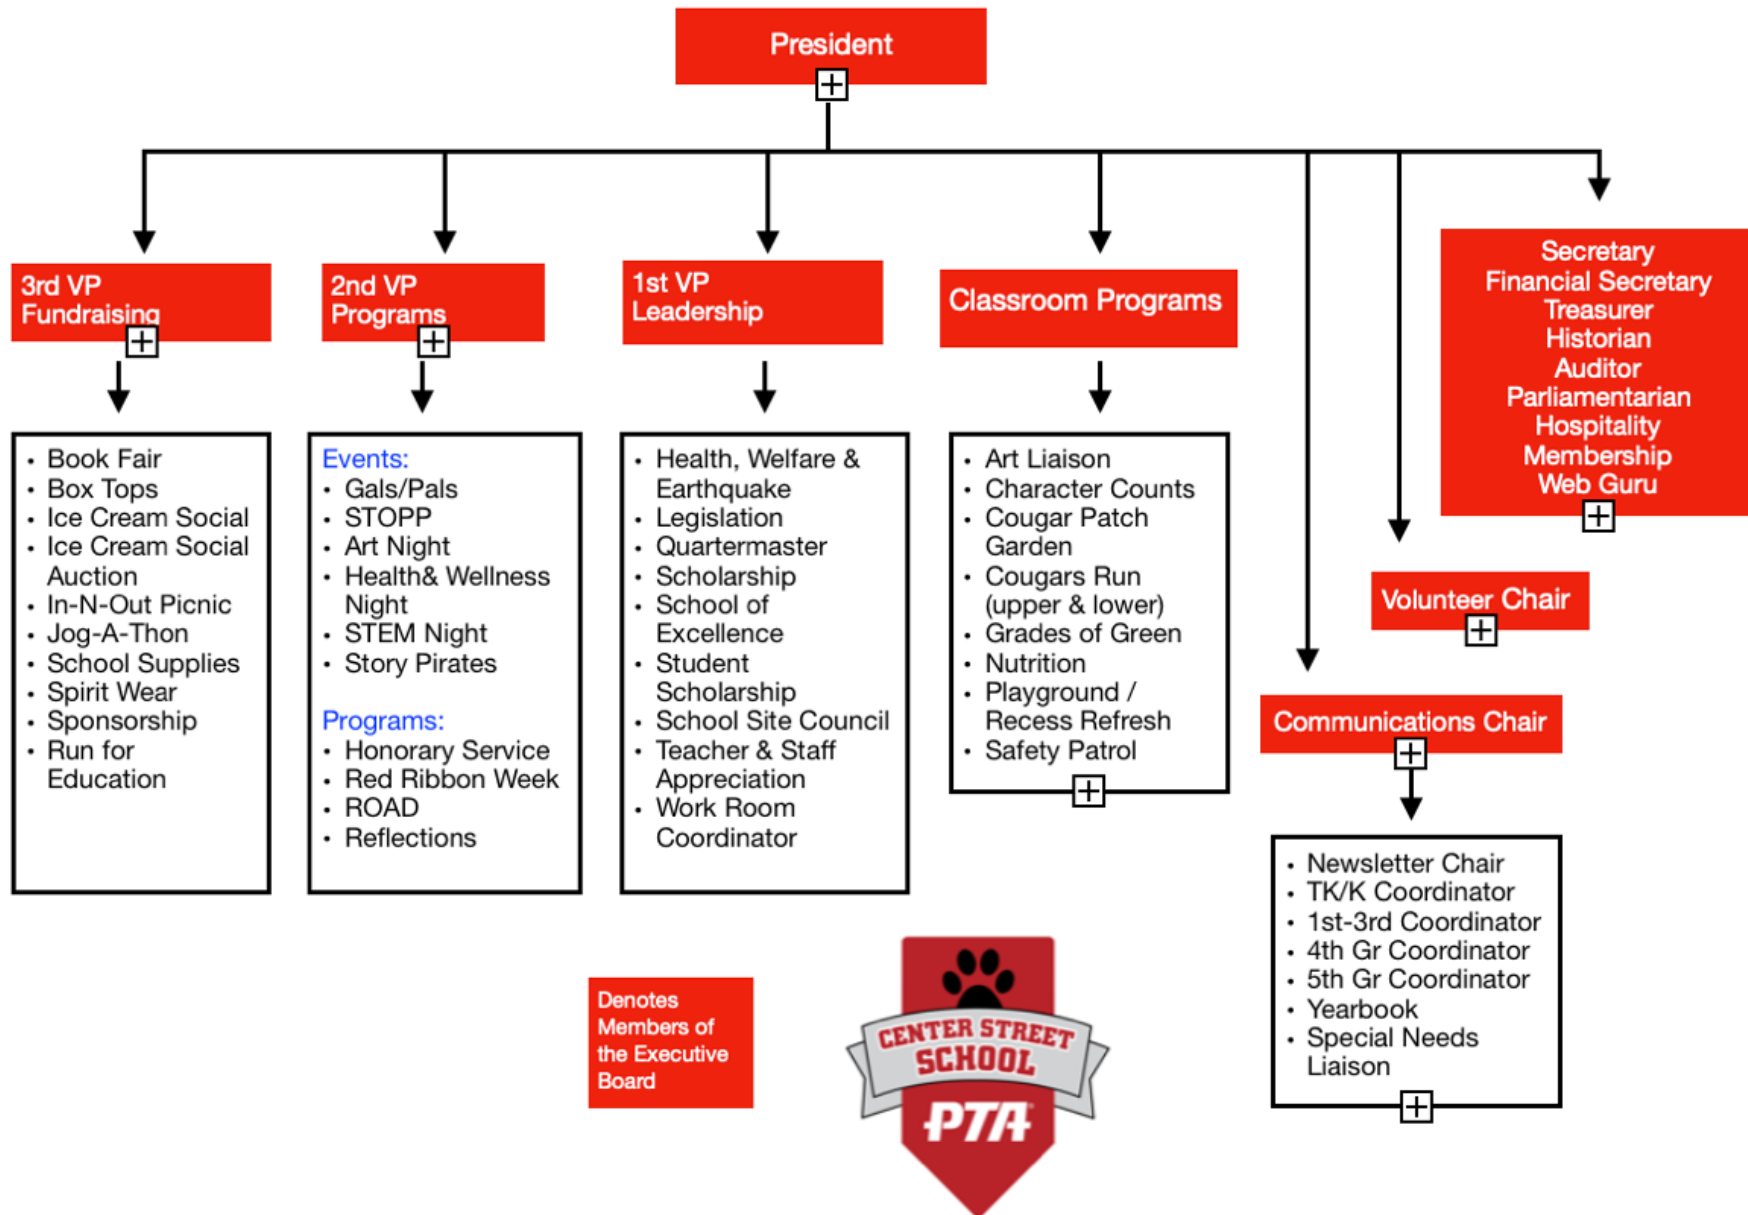 President
3rd VP
Fundraising
2nd VP
Programs
1st VP
Leadership
Classroom Programs
Secretary
Financial Secretary
Treasurer
Historian
Auditor
Parliamentarian
Hospitality
Membership
Web Guru
• Book Fair
• Box Tops
• Ice Cream Social
• Ice Cream Social
Auction
• In-N-Out Picnic
• Jog-A-Thon
• School Supplies
• Spirit Wear
• Sponsorship
• Run for
Education
Events:
• Gals/Pals
• STOPP
• Art Night
• Health& Wellness
Night
• STEM Night
• Story Pirates
Programs:
• Honorary Service
• Red Ribbon Week
• ROAD
• Reflections
• Health, Welfare &
Earthquake
• Legislation
• Quartermaster
• Scholarship
• School of
Excellence
• Student
Scholarship
• School Site Council
• Teacher & Staff
Appreciation
• Work Room
Coordinator
• Art Liaison
• Character Counts
• Cougar Patch
Garden
• Cougars Run
(upper & lower)
• Grades of Green
• Nutrition
• Playground /
Recess Refresh
• Safety Patrol
Volunteer Chair
Communications Chair
• Newsletter Chair
• TK/K Coordinator
• 1st-3rd Coordinator
• 4th Gr Coordinator
• 5th Gr Coordinator
• Yearbook
• Special Needs
Liaison
Denotes
Members of
the Executive
Board
CENTER STREET
SCHOOL
PTA